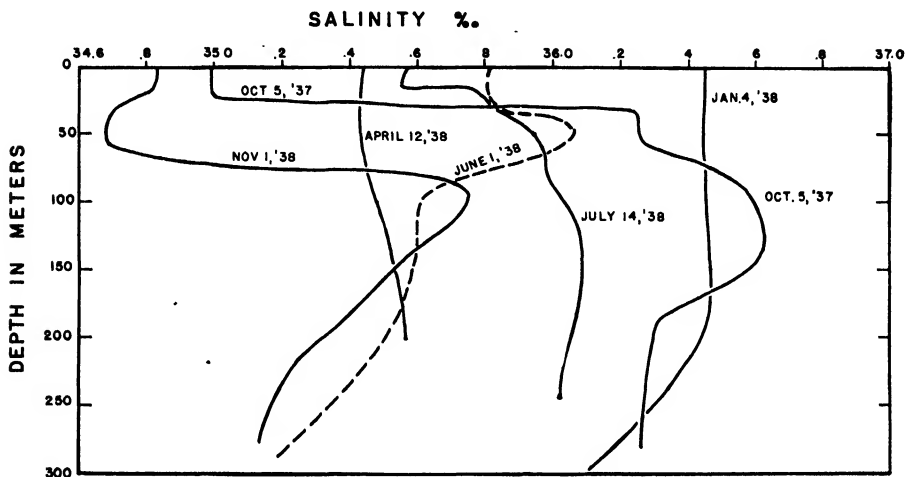 SALINITY ‰
34.6 .8 35.0 .2 .4 .6 .8 36.0 .2 .4 .6 .8 37.0
0
OCT 5, '37
JAN. 4, '38
50
APRIL 12, '38
NOV 1, '38
JUNE 1, '38
100
OCT. 5, '37
JULY 14, '38
150
200
250
300
DEPTH IN METERS